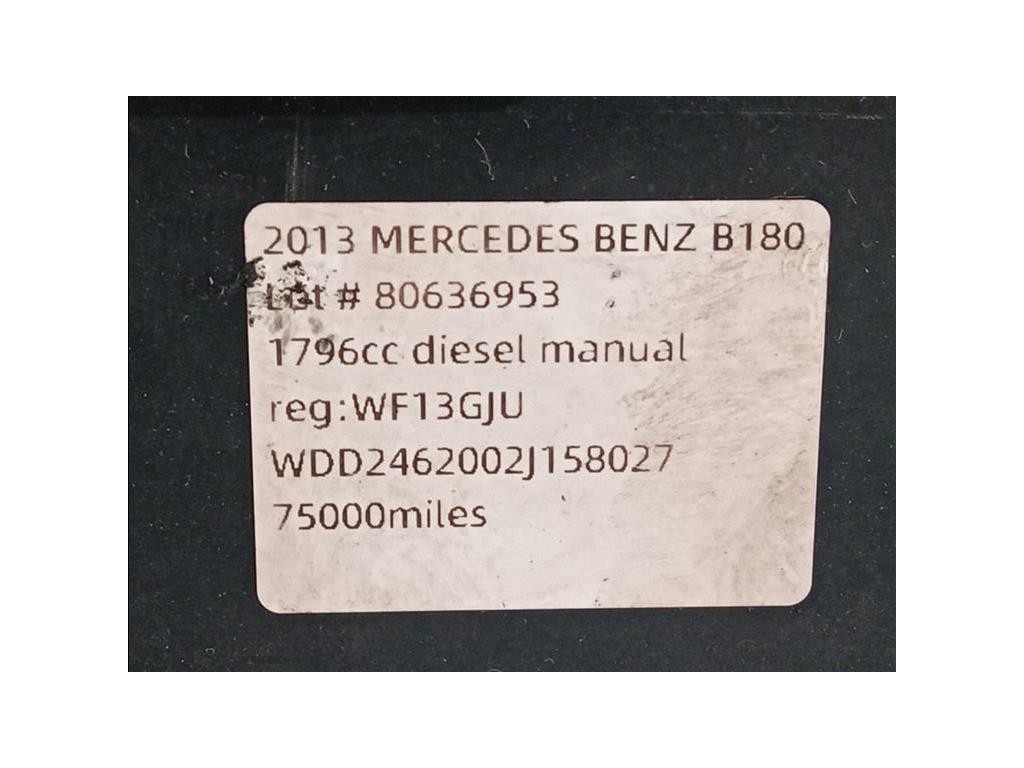 2013 MERCEDES BENZ B180
Lot # 80636953
1796cc diesel manual
reg:WF13GJU
WDD2462002J158027
75000miles